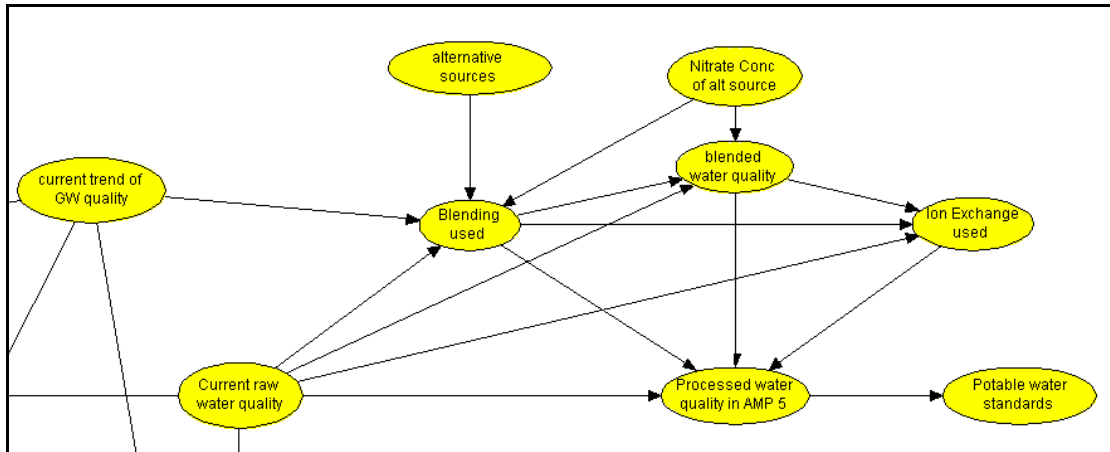 alternative
sources
Nitrate Conc
of alt source
current trend of
GW quality
blended
water quality
Blending
used
Ion Exchange
used
Current raw
water quality
Processed water
quality in AMP 5
Potable water
standards